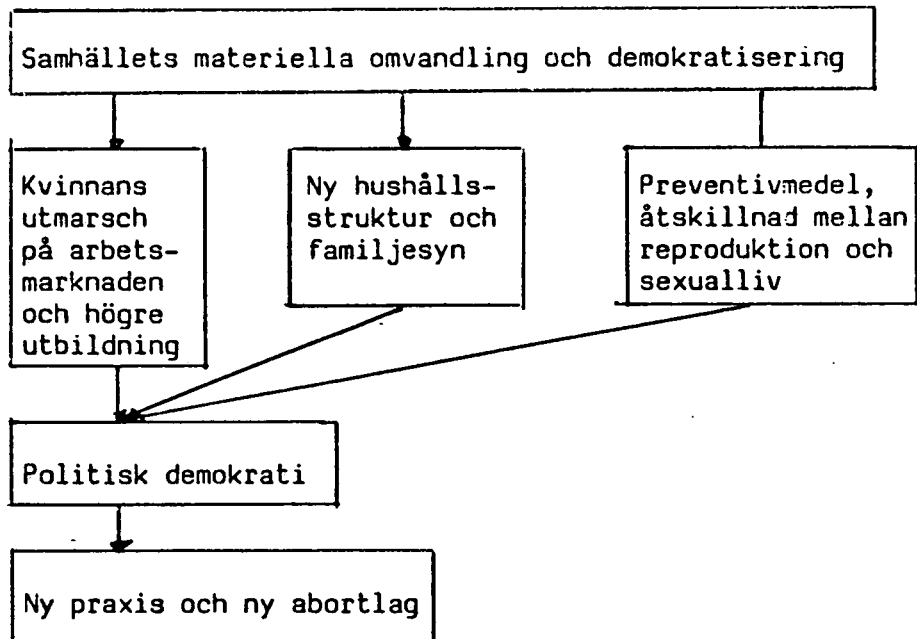 Samhällets materiella omvandling och demokratisering
Kvinnans
utmarsch
på arbets-
marknaden
och högre
utbildning
Ny hushålls-
struktur och
familjesyn
Preventivmedel,
åtskillnad mellan
reproduktion och
sexualliv
Politisk demokrati
Ny praxis och ny abortlag